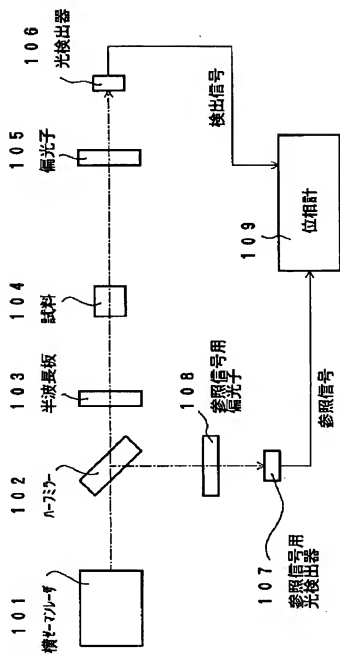 101
横ゼーマンレーザ
102
ハーフミラー
103
半波長板
104
試料
105
偏光子
106
光検出器
検出信号
109
位相計
108
参照信号用
偏光子
107
参照信号用
光検出器
参照信号